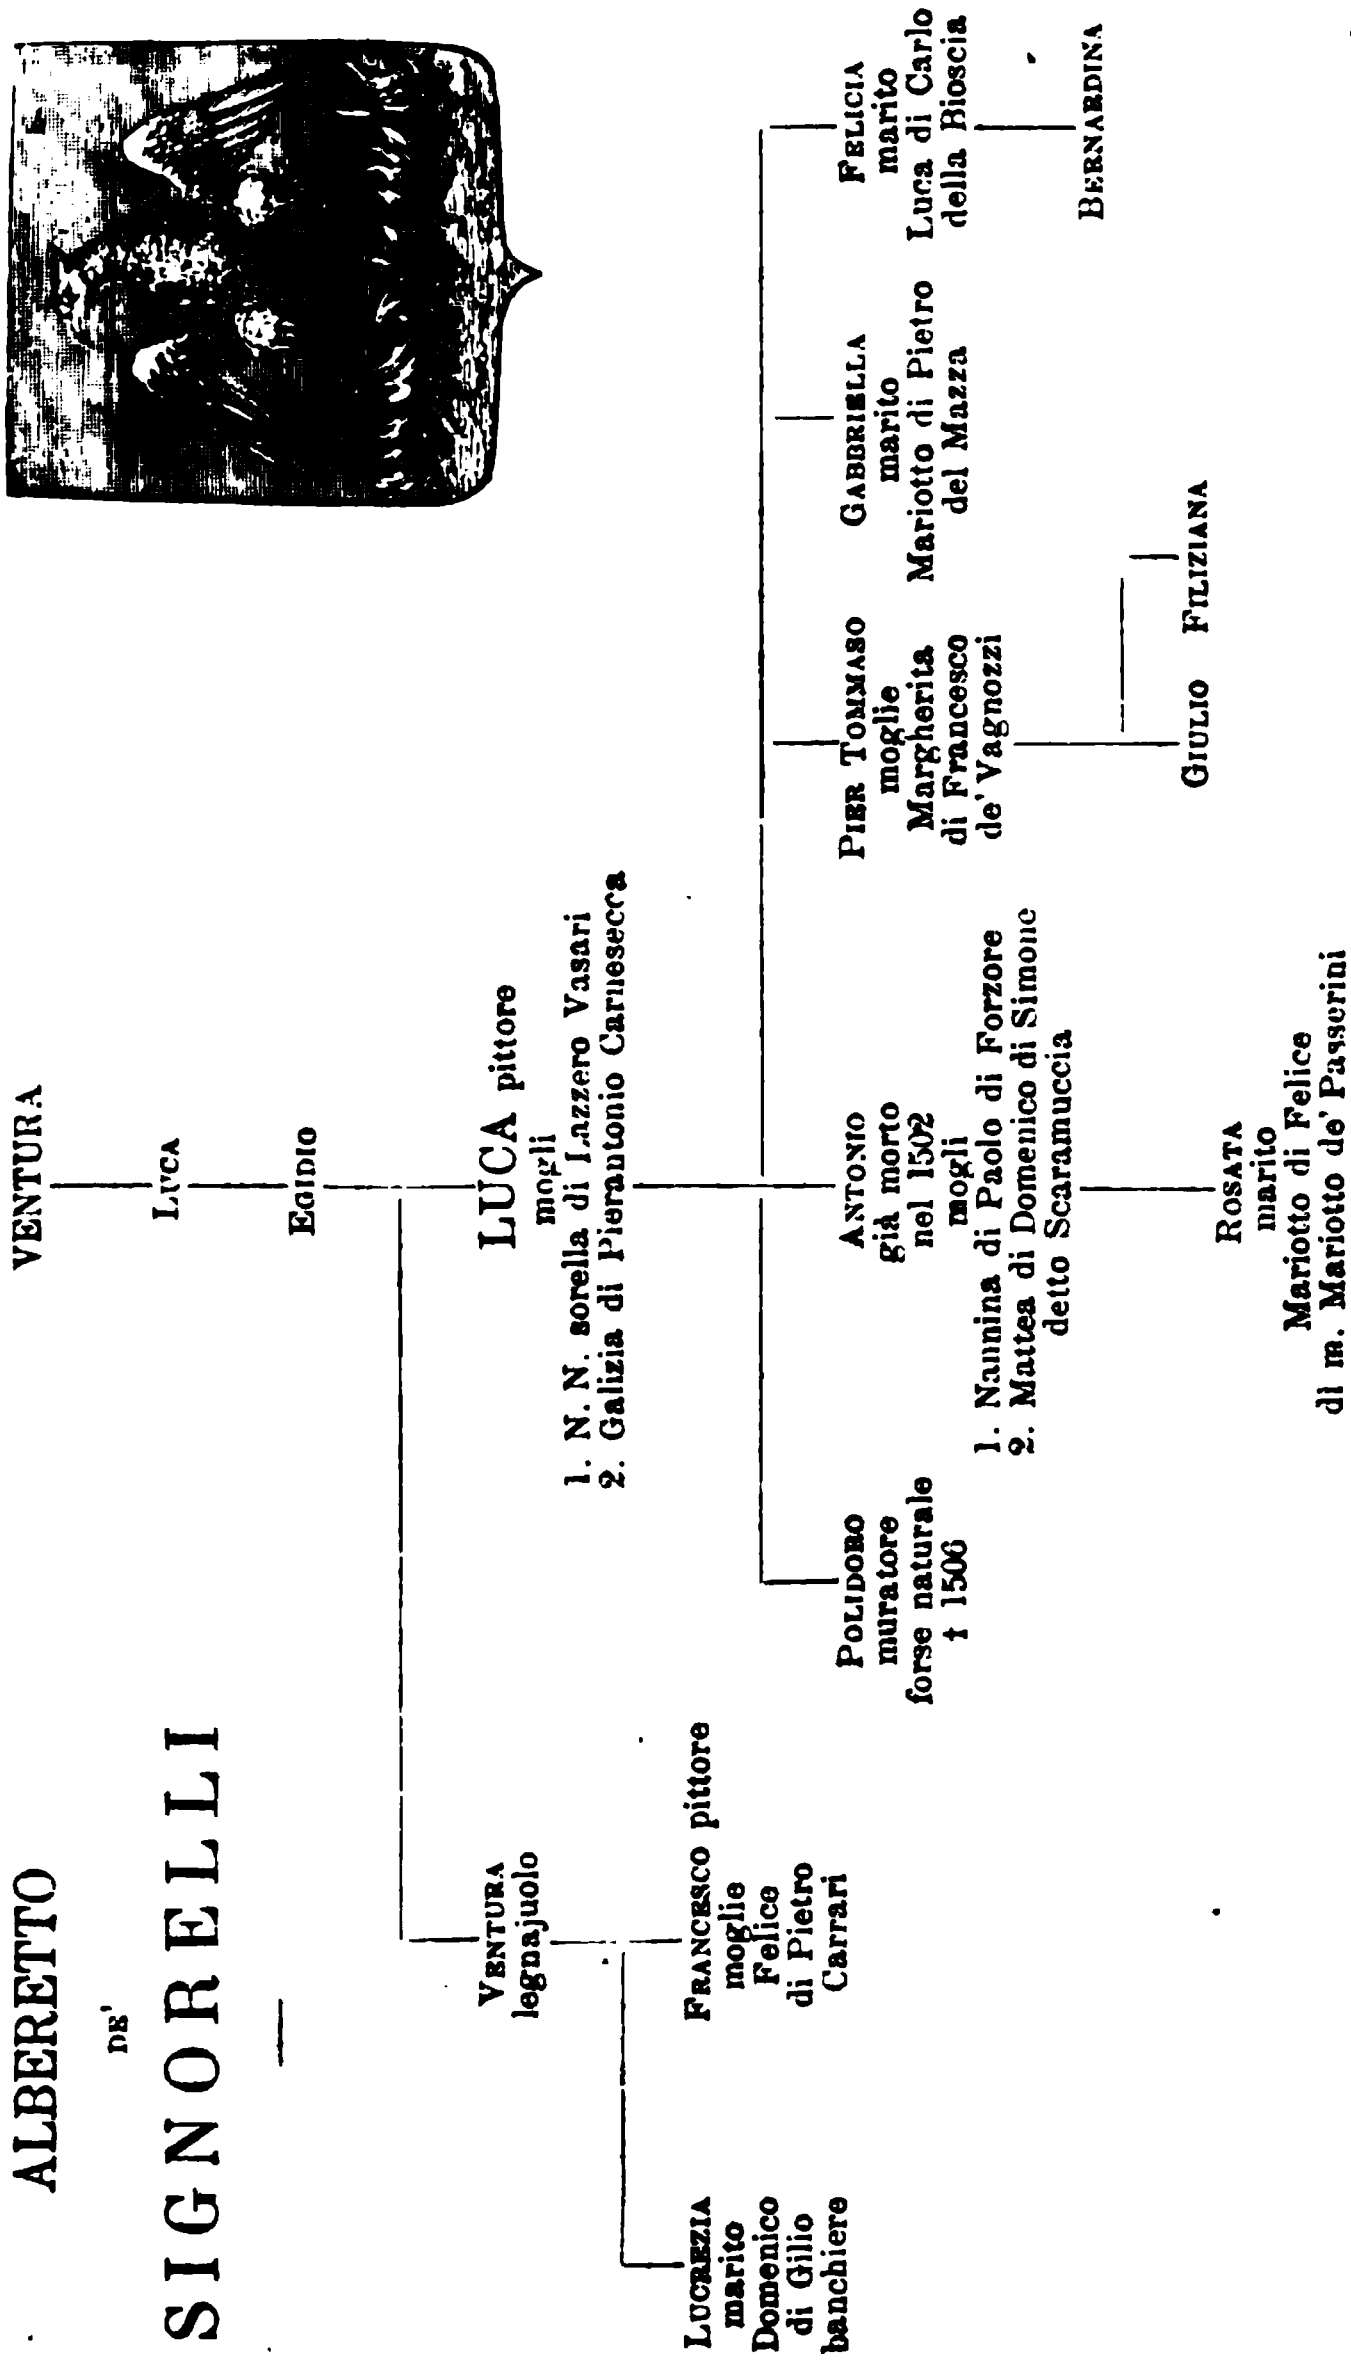 ALBERETTO
DE'
SIGNORELLI
VENTURA
LUCA
EGIDIO
VENTURA
legnajuolo
LUCA pittore
mogli
1. N. N. sorella di Lazzero Vasari
2. Galizia di Pierantonio Carnesecca
LUCREZIA
marito
Domenico
di Gilio
banchiere
FRANCESCO pittore
moglie
Felice
di Pietro
Carrari
POLIDORO
muratore
forse naturale
† 1506
ANTONIO
già morto
nel 1502
mogli
1. Nannina di Paolo di Forzore
2. Mattea di Domenico di Simone
detto Scaramuccia
PIER TOMMASO
moglie
Margherita
di Francesco
de' Vagnozzi
GABBRIELLA
marito
Mariotto di Pietro
del Mazza
FELICIA
marito
Luca di Carlo
della Bioscia
ROSATA
marito
Mariotto di Felice
di m. Mariotto de' Passerini
GIULIO
FILIZIANA
BERNARDINA